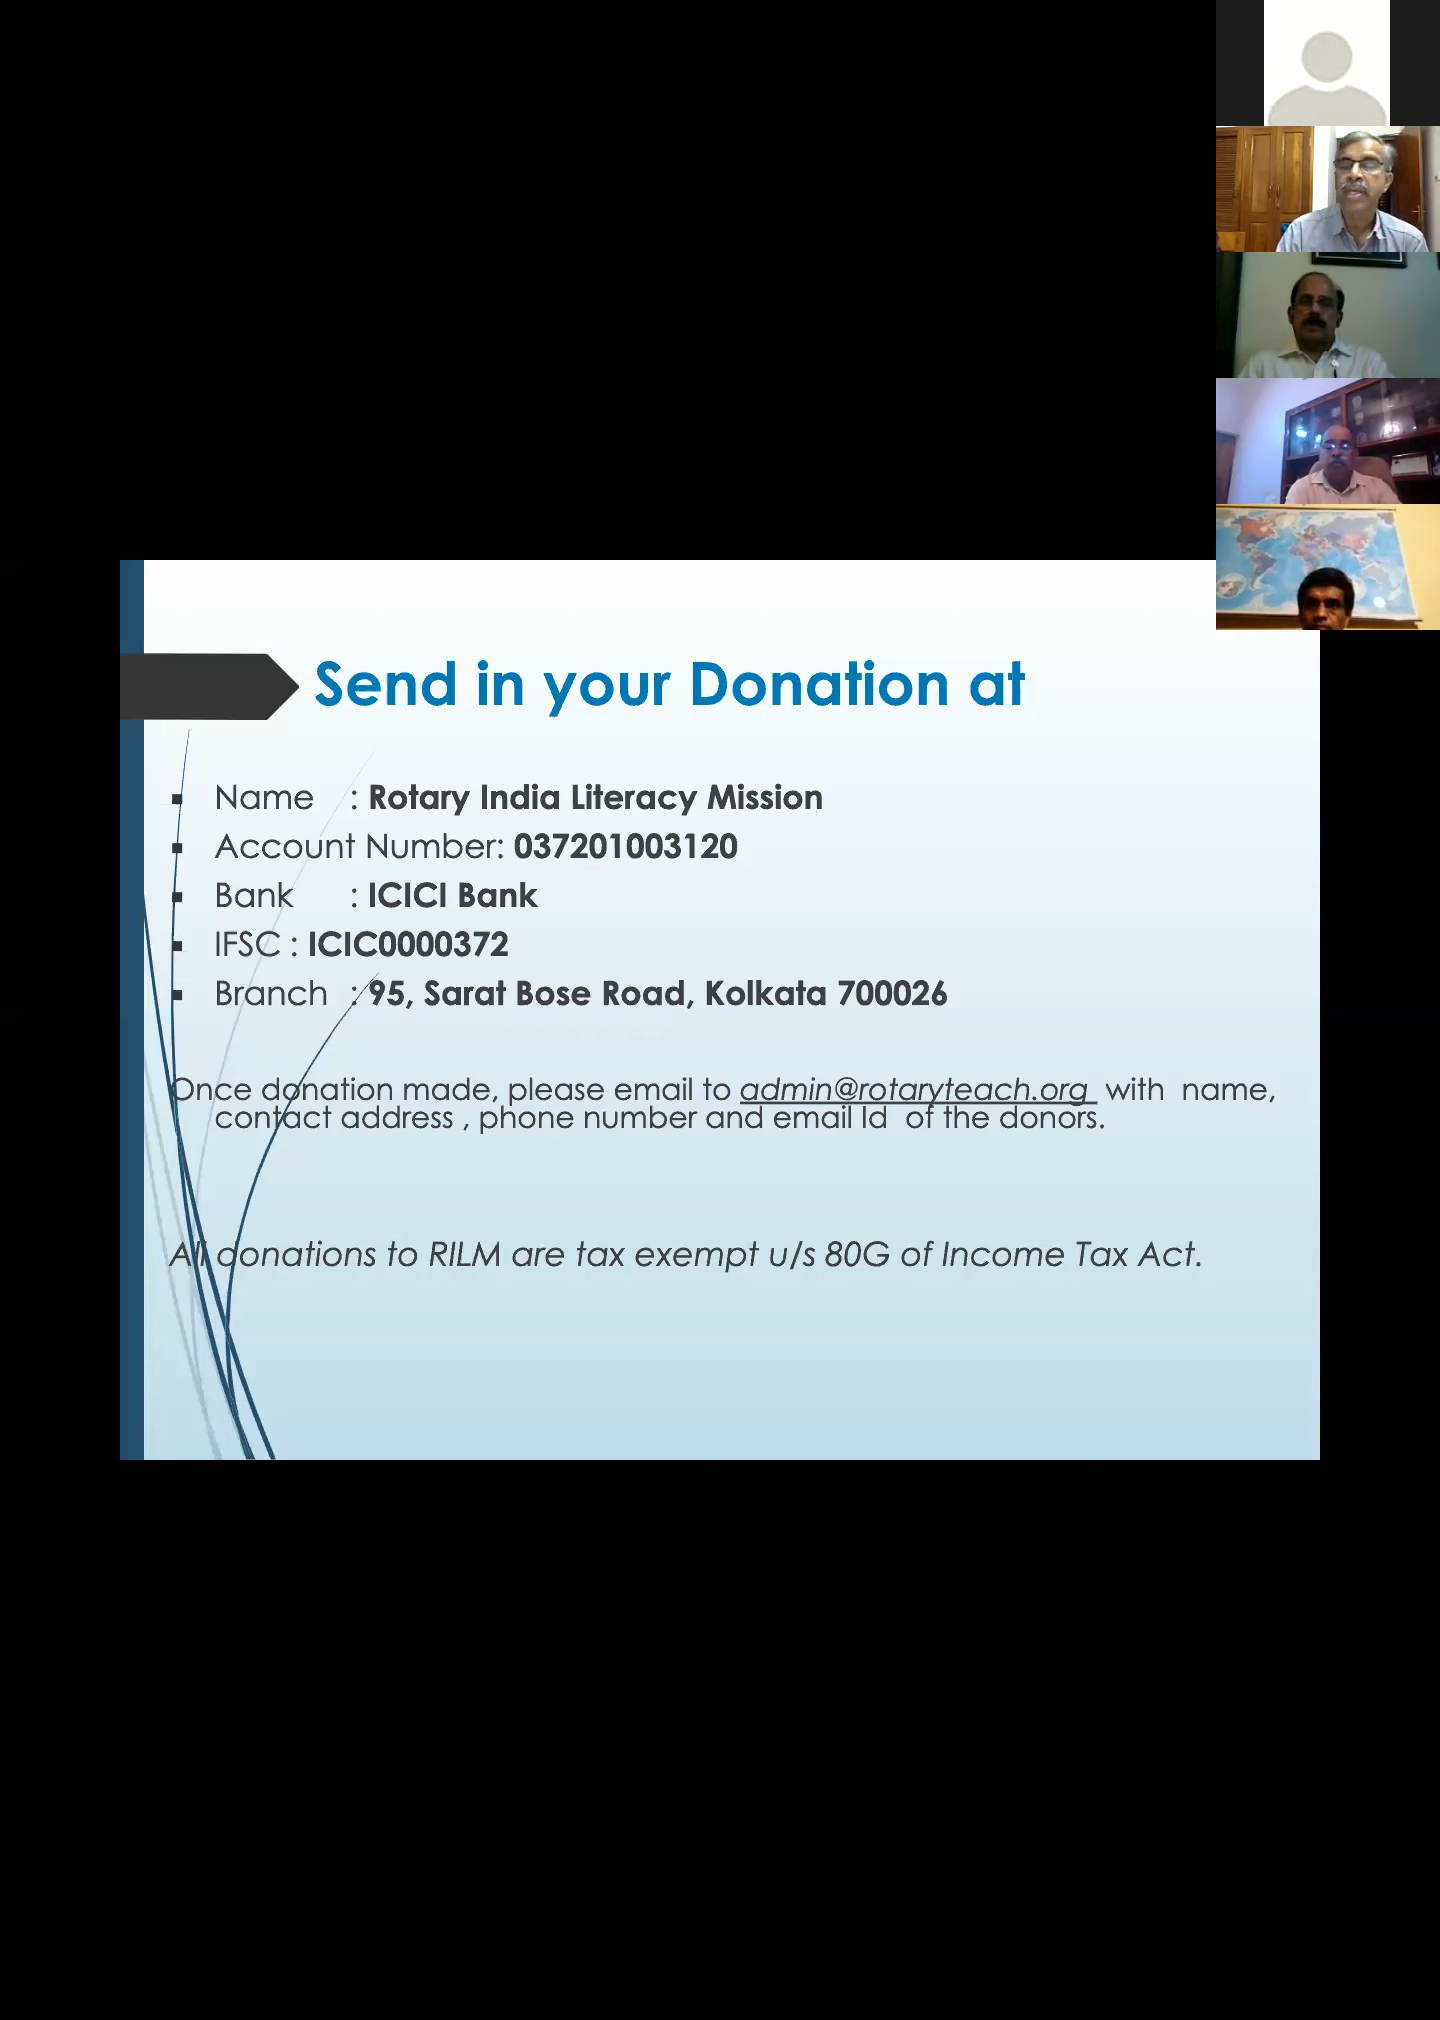 Send in your Donation at
▪ Name : Rotary India Literacy Mission
▪ Account Number: 037201003120
▪ Bank : ICICI Bank
▪ IFSC : ICIC0000372
▪ Branch : 95, Sarat Bose Road, Kolkata 700026
Once donation made, please email to admin@rotaryteach.org with name,
contact address , phone number and email Id of the donors.
All donations to RILM are tax exempt u/s 80G of Income Tax Act.